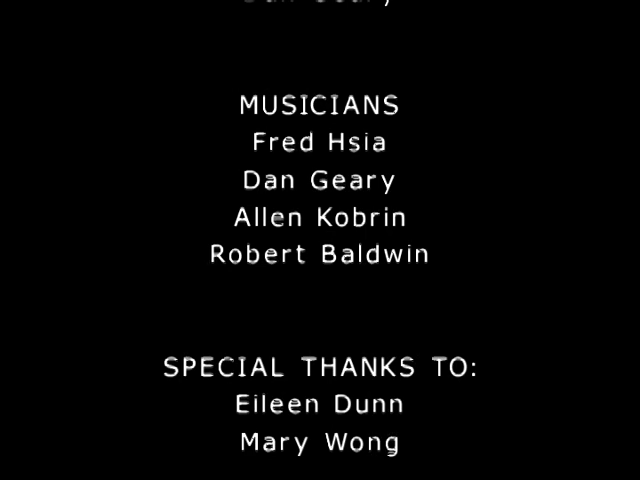 MUSICIANS
Fred Hsia
Dan Geary
Allen Kobrin
Robert Baldwin
SPECIAL THANKS TO:
Eileen Dunn
Mary Wong